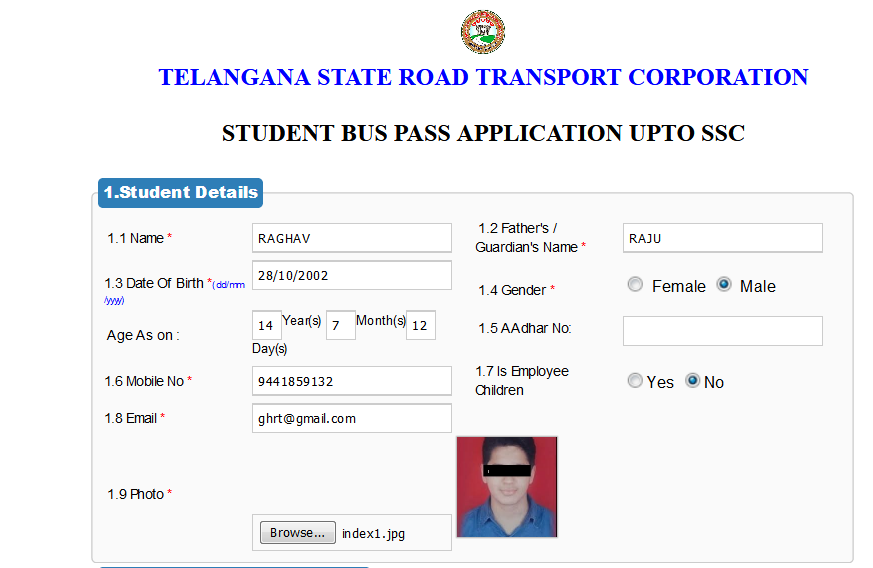 TELANGANA STATE ROAD TRANSPORT CORPORATION
STUDENT BUS PASS APPLICATION UPTO SSC
1.Student Details
1.1 Name * RAGHAV
1.2 Father's /
Guardian's Name * RAJU
1.3 Date Of Birth *(dd/mm
/yyyy) 28/10/2002
1.4 Gender * Female Male
Age As on : 14 Year(s) 7 Month(s) 12
Day(s)
1.5 AAdhar No:
1.6 Mobile No * 9441859132
1.7 Is Employee
Children Yes No
1.8 Email * ghrt@gmail.com
1.9 Photo *
Browse... index1.jpg